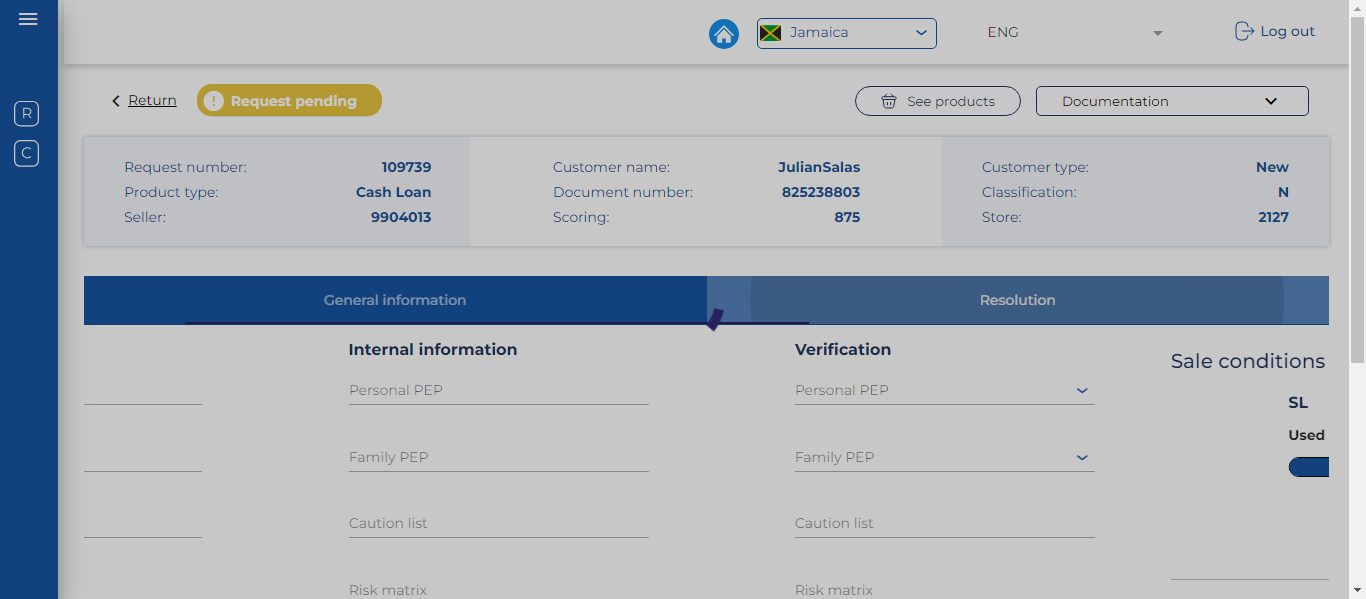 Jamaica
ENG
Log out
Return
! Request pending
See products
Documentation
R
C
Request number: 109739
Product type: Cash Loan
Seller: 9904013
Customer name: JulianSalas
Document number: 825238803
Scoring: 875
Customer type: New
Classification: N
Store: 2127
General information
Resolution
Internal information
Personal PEP
Family PEP
Caution list
Risk matrix
Verification
Personal PEP
Family PEP
Caution list
Risk matrix
Sale conditions
SL
Used